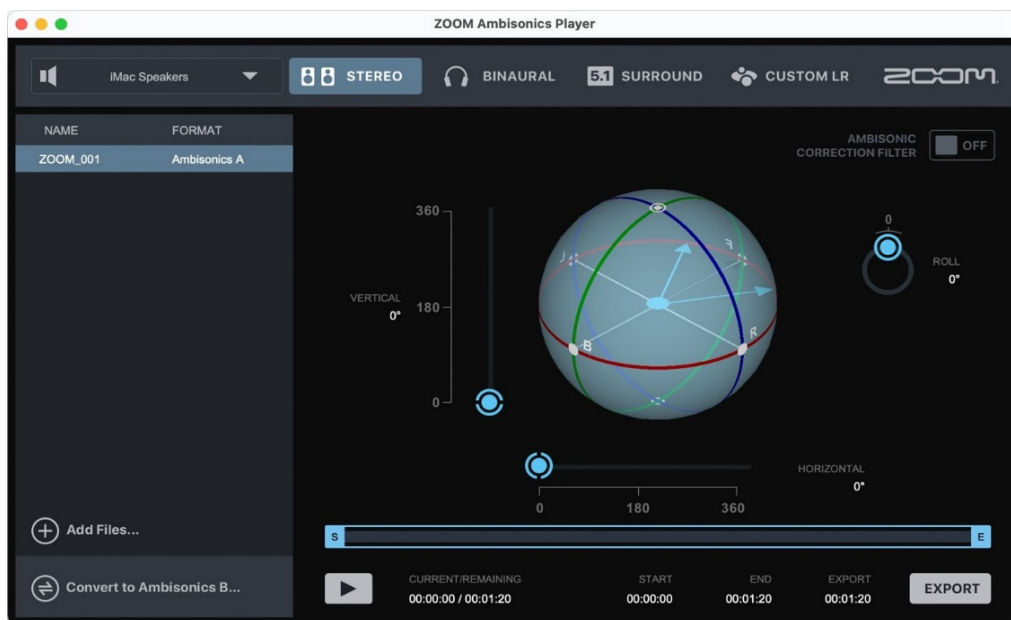 ZOOM Ambisonics Player
iMac Speakers
STEREO
BINAURAL
5.1 SURROUND
CUSTOM LR
ZOOM
NAME FORMAT
ZOOM_001 Ambisonics A
AMBISONIC
CORRECTION FILTER
OFF
360
180
0
VERTICAL
0°
L
F
B
R
0
ROLL
0°
HORIZONTAL
0°
0 180 360
Add Files...
S E
Convert to Ambisonics B...
CURRENT/REMAINING START END EXPORT
00:00:00 / 00:01:20 00:00:00 00:01:20 00:01:20
EXPORT